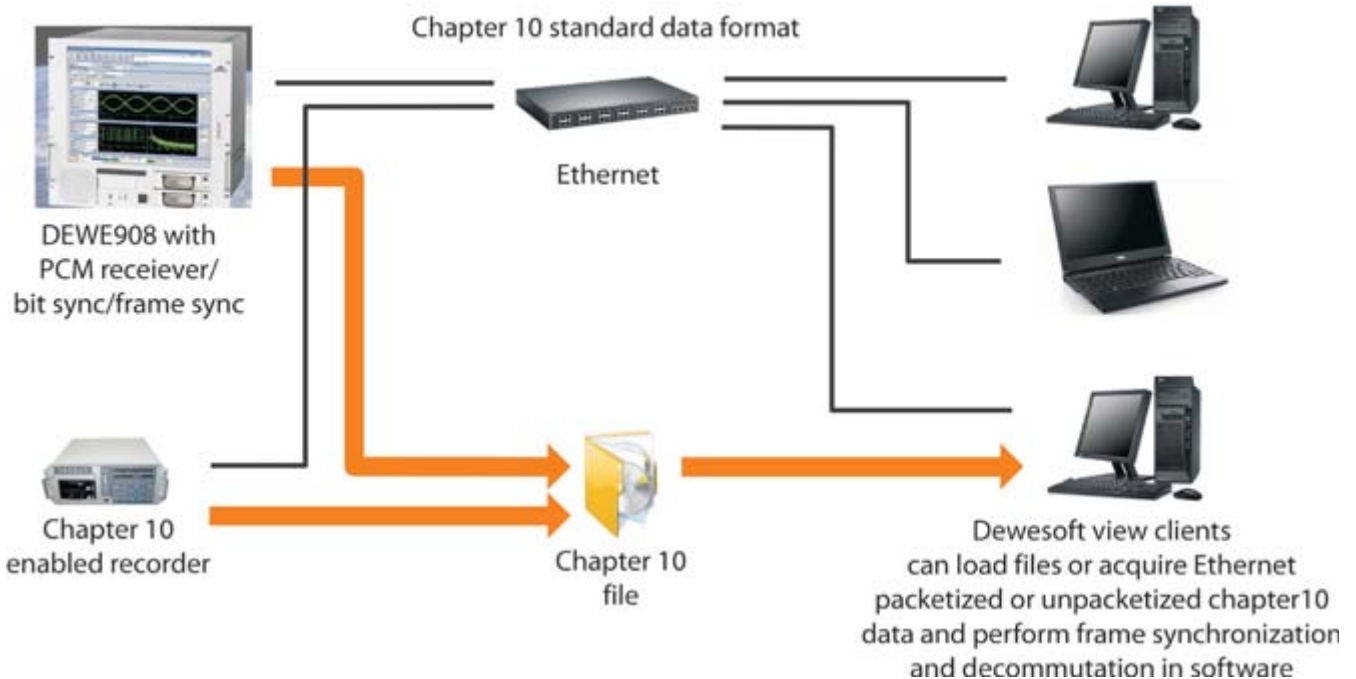 Chapter 10 standard data format
Ethernet
DEWE908 with
PCM receiever/
bit sync/frame sync
Chapter 10
enabled recorder
Chapter 10
file
Dewesoft view clients
can load files or acquire Ethernet
packetized or unpacketized chapter10
data and perform frame synchronization
and decommutation in software